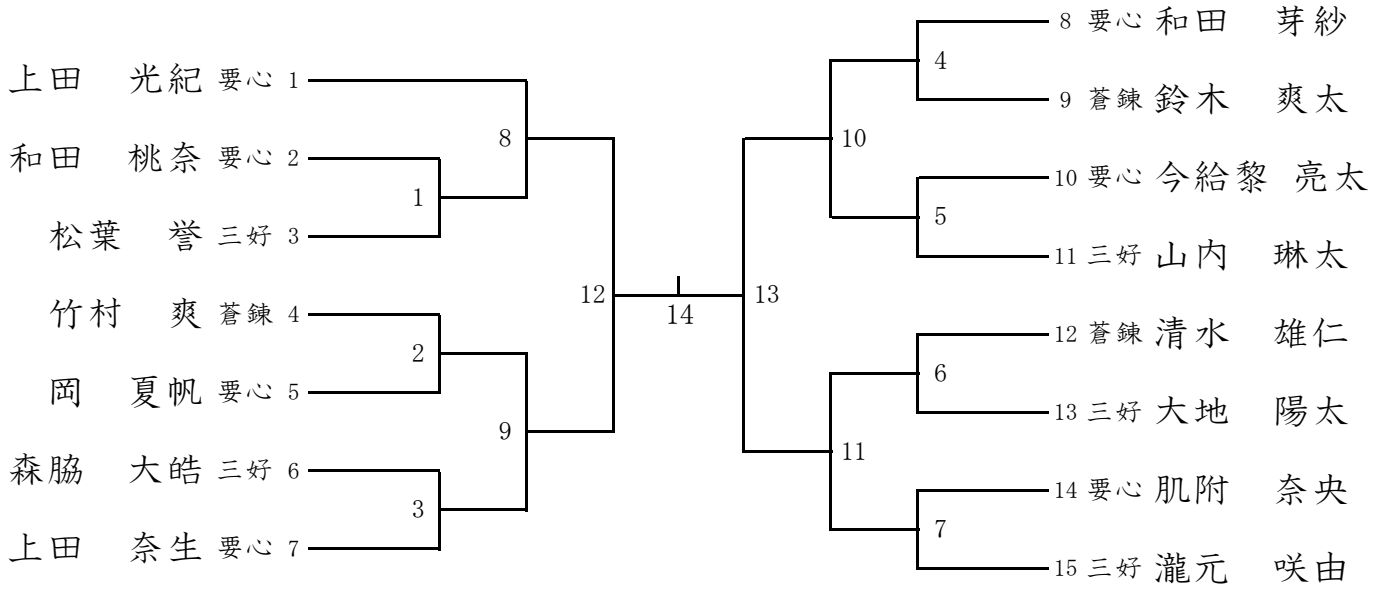 上田　光紀 要心 1
和田　桃奈 要心 2
松葉　誉 三好 3
竹村　爽 蒼錬 4
岡　夏帆 要心 5
森脇　大皓 三好 6
上田　奈生 要心 7
1
2
3
8
9
12
14
13
10
11
4
5
6
7
8 要心 和田　芽紗
9 蒼錬 鈴木　爽太
10 要心 今給黎 亮太
11 三好 山内　琳太
12 蒼錬 清水　雄仁
13 三好 大地　陽太
14 要心 肌附　奈央
15 三好 瀧元　咲由